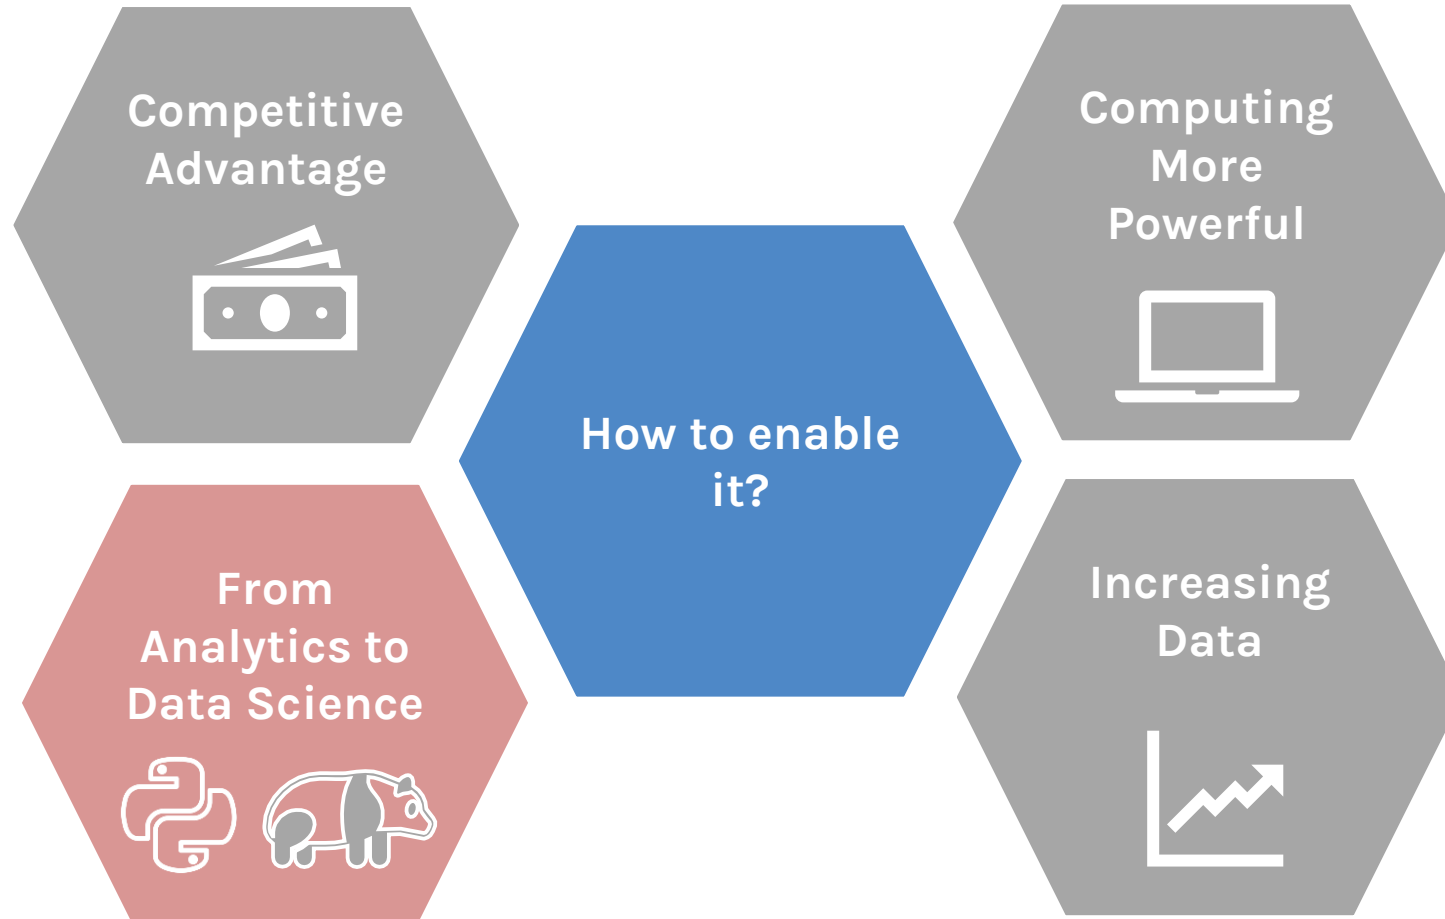 Competitive
Advantage
Computing
More
Powerful
How to enable
it?
From
Analytics to
Data Science
Increasing
Data